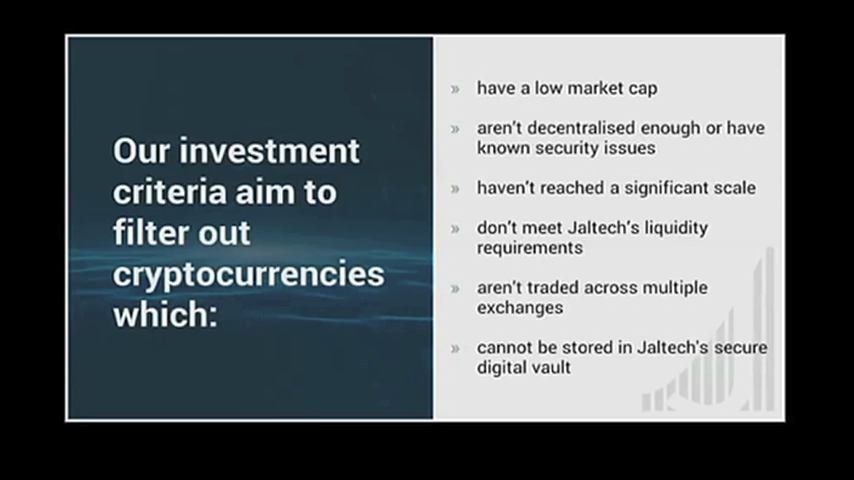 Our investment
criteria aim to
filter out
cryptocurrencies
which:
» have a low market cap
» aren't decentralised enough or have
known security issues
» haven't reached a significant scale
» don't meet Jaltech's liquidity
requirements
» aren't traded across multiple
exchanges
» cannot be stored in Jaltech's secure
digital vault